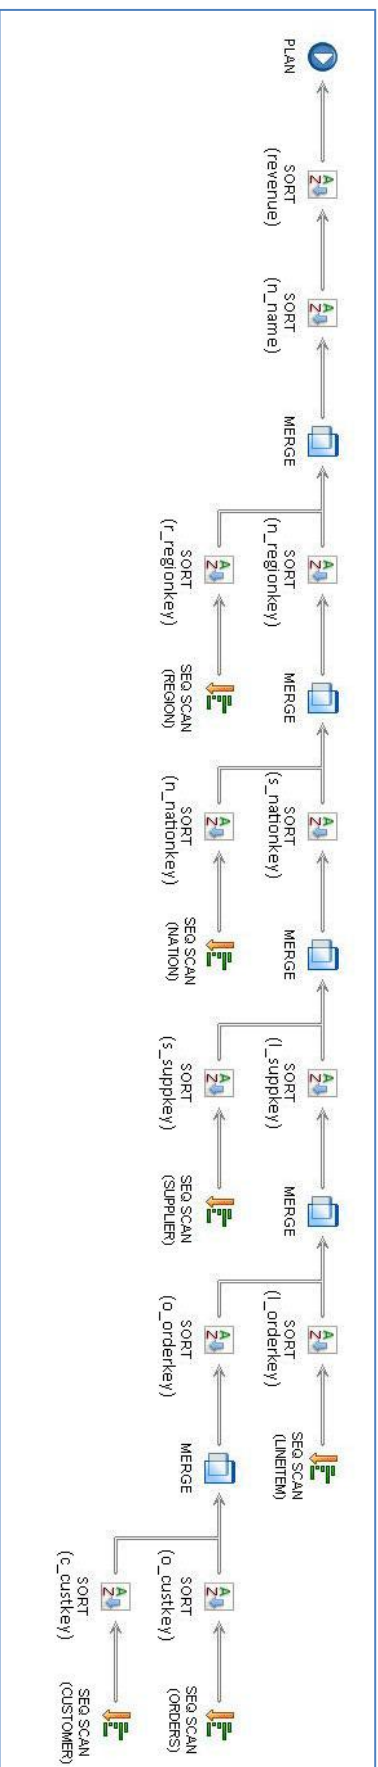 PLAN
SORT
(revenue)
SORT
(n_name)
MERGE
SORT
(n_regionkey)
MERGE
SORT
(s_nationkey)
MERGE
SORT
(l_suppkey)
MERGE
SORT
(l_orderkey)
SEQ SCAN
(LINEITEM)
SORT
(r_regionkey)
SEQ SCAN
(REGION)
SORT
(n_nationkey)
SEQ SCAN
(NATION)
SORT
(s_suppkey)
SEQ SCAN
(SUPPLIER)
SORT
(o_orderkey)
MERGE
SORT
(o_custkey)
SEQ SCAN
(ORDERS)
SORT
(c_custkey)
SEQ SCAN
(CUSTOMER)